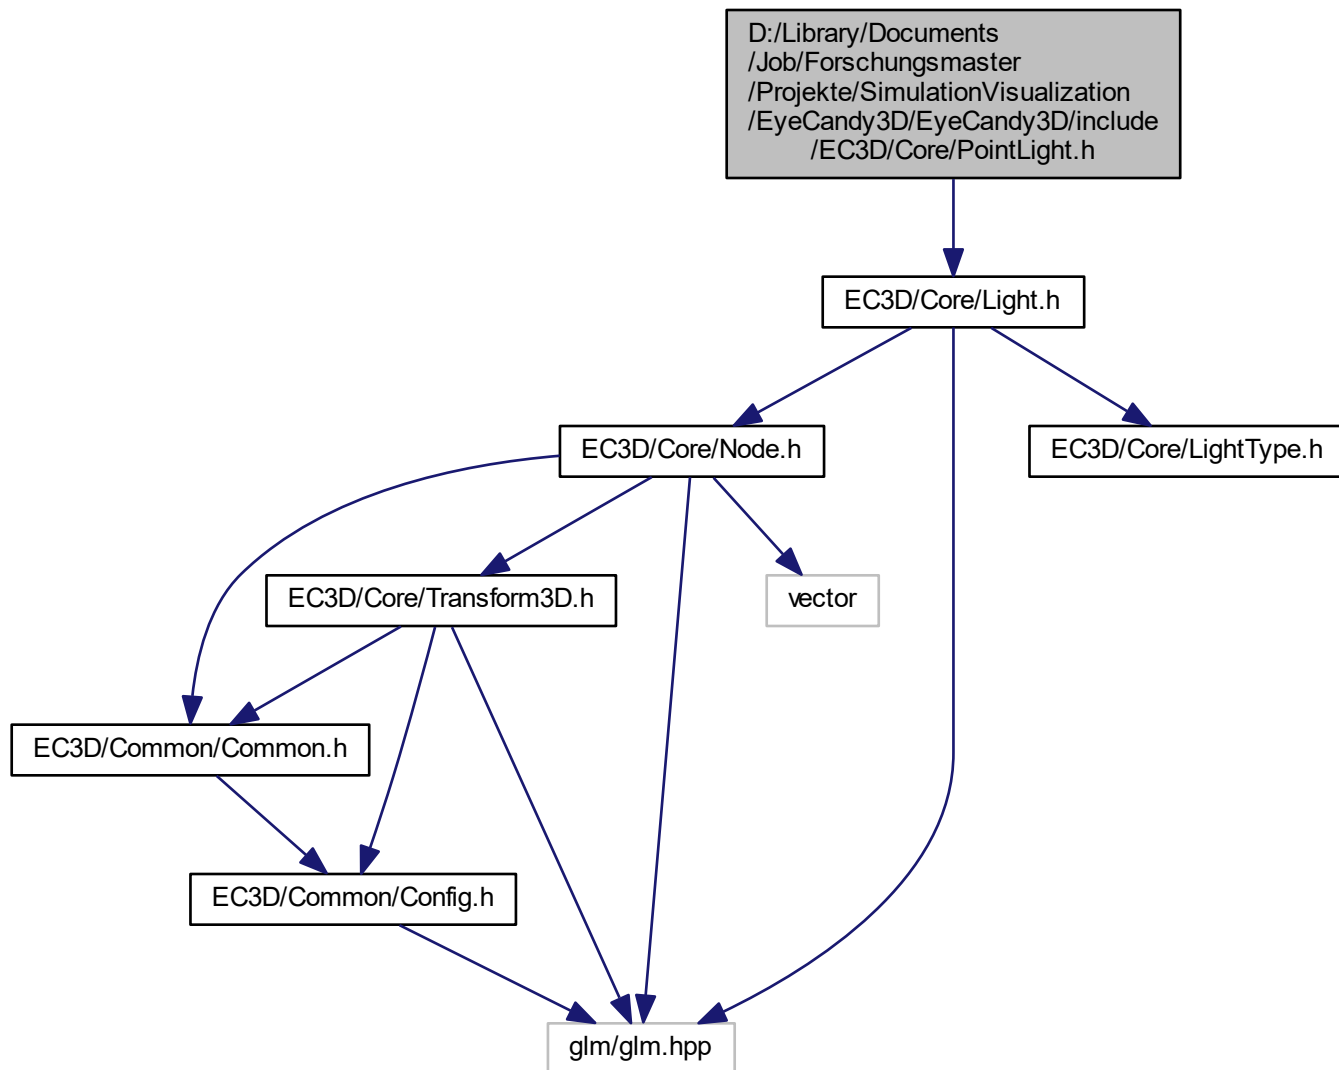 D:/Library/Documents
/Job/Forschungsmaster
/Projekte/SimulationVisualization
/EyeCandy3D/EyeCandy3D/include
/EC3D/Core/PointLight.h
EC3D/Core/Light.h
EC3D/Core/Node.h
EC3D/Core/LightType.h
EC3D/Core/Transform3D.h
vector
EC3D/Common/Common.h
EC3D/Common/Config.h
glm/glm.hpp